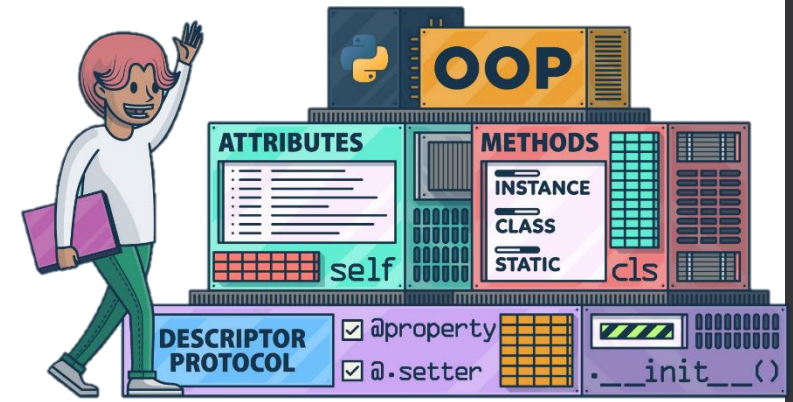 OOP
ATTRIBUTES
self
METHODS
INSTANCE
CLASS
STATIC
cls
DESCRIPTOR
PROTOCOL
@property
@.setter
.__init__()